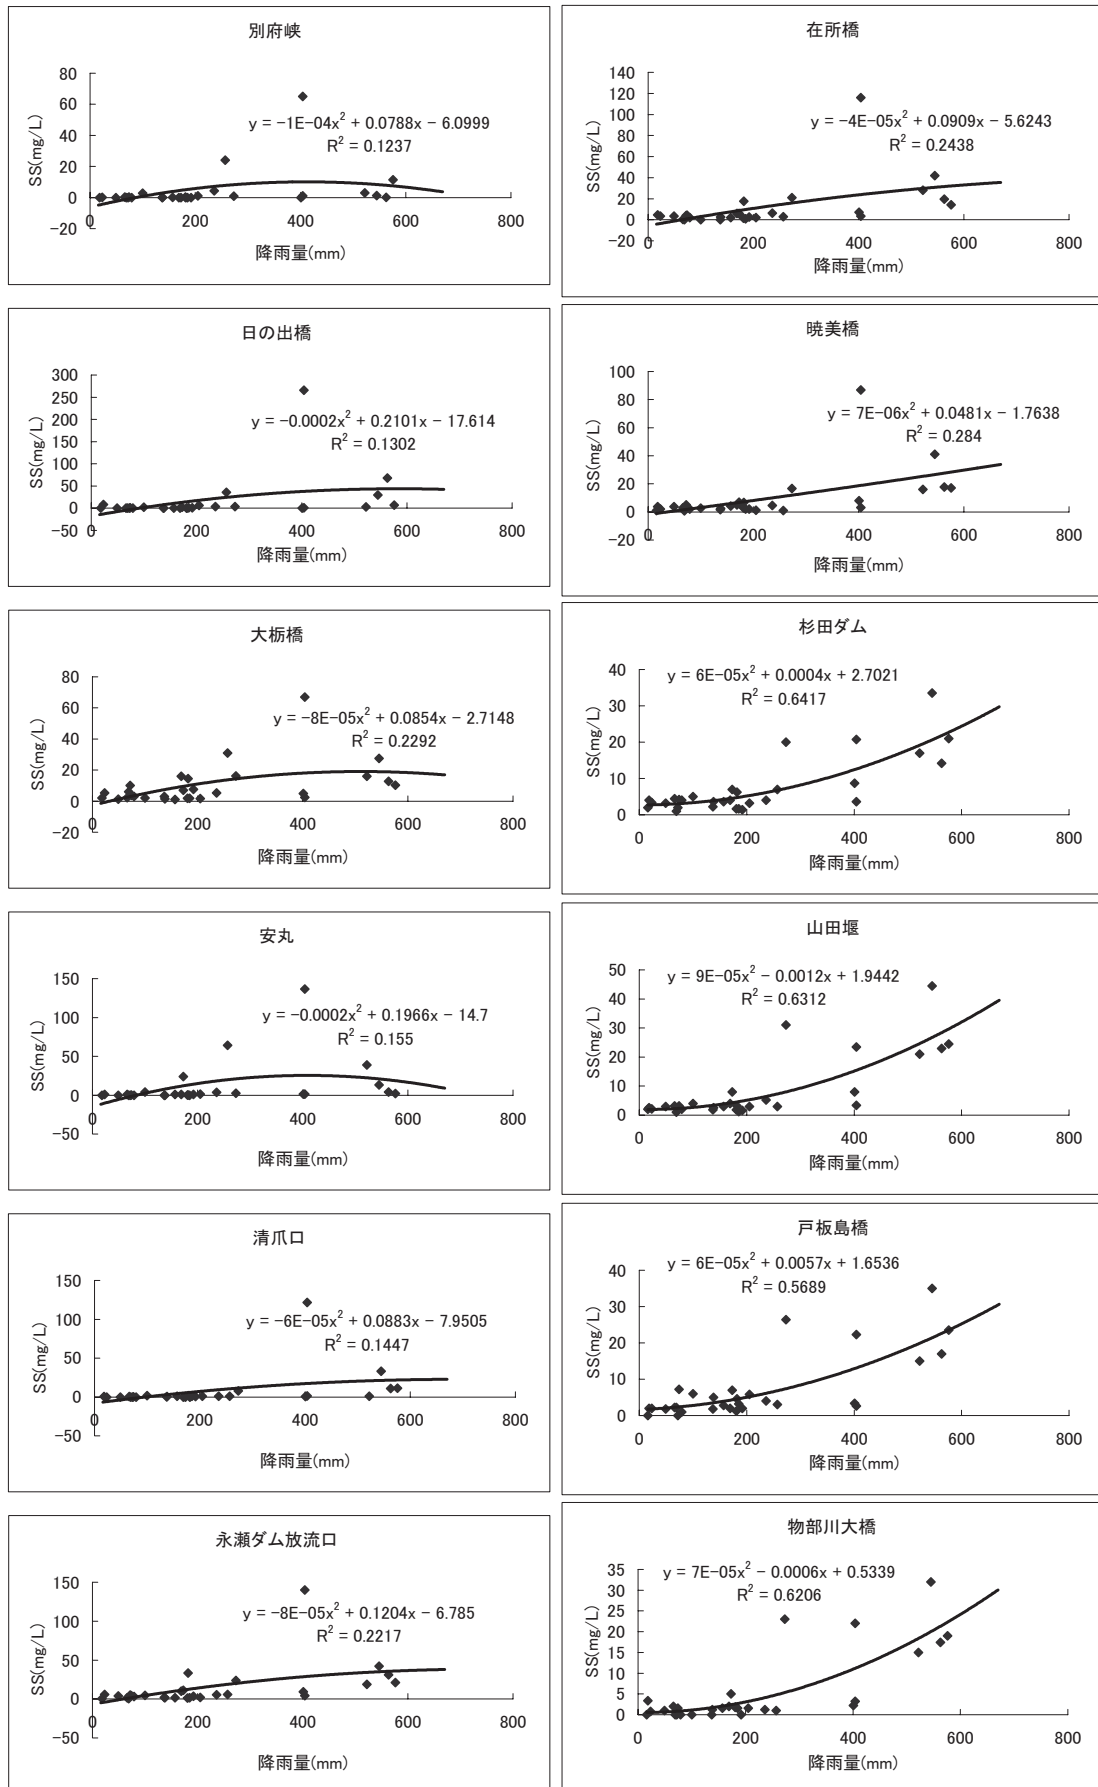 別府峡
80
60
40
20
0
−20
0
200
400
600
800
SS(mg/L)
降雨量(mm)
y = −1E−04x² + 0.0788x − 6.0999
R² = 0.1237
在所橋
140
120
100
80
60
40
20
0
−20
0
200
400
600
800
SS(mg/L)
降雨量(mm)
y = −4E−05x² + 0.0909x − 5.6243
R² = 0.2438
日の出橋
300
250
200
150
100
50
0
−50
0
200
400
600
800
SS(mg/L)
降雨量(mm)
y = −0.0002x² + 0.2101x − 17.614
R² = 0.1302
暁美橋
100
80
60
40
20
0
−20
0
200
400
600
800
SS(mg/L)
降雨量(mm)
y = 7E−06x² + 0.0481x − 1.7638
R² = 0.284
大栃橋
80
60
40
20
0
−20
0
200
400
600
800
SS(mg/L)
降雨量(mm)
y = −8E−05x² + 0.0854x − 2.7148
R² = 0.2292
杉田ダム
40
30
20
10
0
0
200
400
600
800
SS(mg/L)
降雨量(mm)
y = 6E−05x² + 0.0004x + 2.7021
R² = 0.6417
安丸
150
100
50
0
−50
0
200
400
600
800
SS(mg/L)
降雨量(mm)
y = −0.0002x² + 0.1966x − 14.7
R² = 0.155
山田堰
50
40
30
20
10
0
0
200
400
600
800
SS(mg/L)
降雨量(mm)
y = 9E−05x² − 0.0012x + 1.9442
R² = 0.6312
清爪口
150
100
50
0
−50
0
200
400
600
800
SS(mg/L)
降雨量(mm)
y = −6E−05x² + 0.0883x − 7.9505
R² = 0.1447
戸板島橋
40
30
20
10
0
0
200
400
600
800
SS(mg/L)
降雨量(mm)
y = 6E−05x² + 0.0057x + 1.6536
R² = 0.5689
永瀬ダム放流口
150
100
50
0
−50
0
200
400
600
800
SS(mg/L)
降雨量(mm)
y = −8E−05x² + 0.1204x − 6.785
R² = 0.2217
物部川大橋
35
30
25
20
15
10
5
0
0
200
400
600
800
SS(mg/L)
降雨量(mm)
y = 7E−05x² − 0.0006x + 0.5339
R² = 0.6206